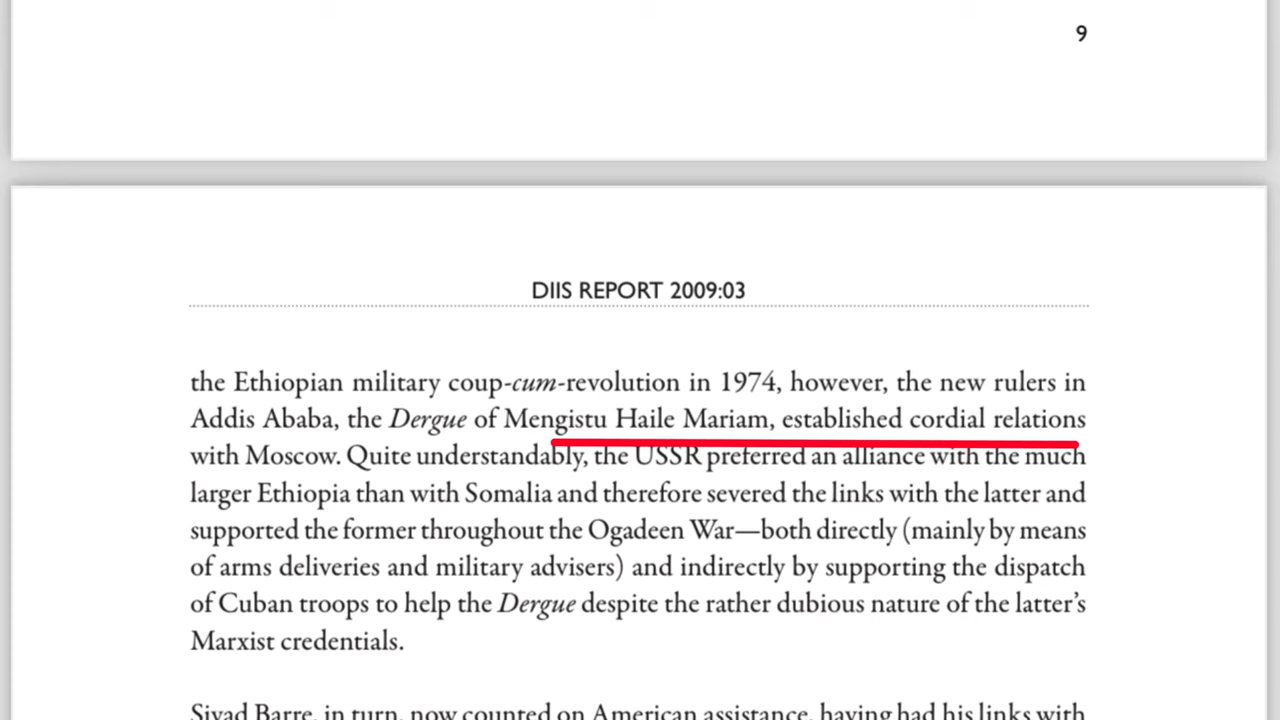 9
DIIS REPORT 2009:03
the Ethiopian military coup-cum-revolution in 1974, however, the new rulers in
Addis Ababa, the Dergue of Mengistu Haile Mariam, established cordial relations
with Moscow. Quite understandably, the USSR preferred an alliance with the much
larger Ethiopia than with Somalia and therefore severed the links with the latter and
supported the former throughout the Ogadeen War—both directly (mainly by means
of arms deliveries and military advisers) and indirectly by supporting the dispatch
of Cuban troops to help the Dergue despite the rather dubious nature of the latter’s
Marxist credentials.
Siyad Barre, in turn, now counted on American assistance, having had his links with